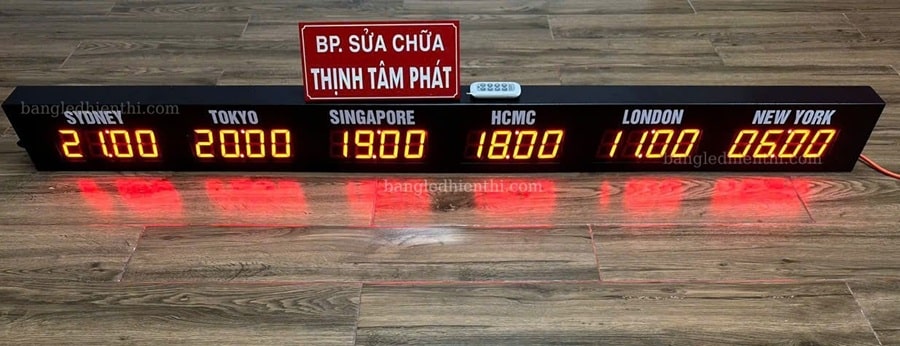 BP. SỬA CHỮA
THỊNH TÂM PHÁT
bangledhienthi.com
SYDNEY TOKYO SINGAPORE HCMC LONDON NEW YORK
21:00 20:00 19:00 18:00 11:00 06:00
bangledhienthi.com
bangledhienthi.com